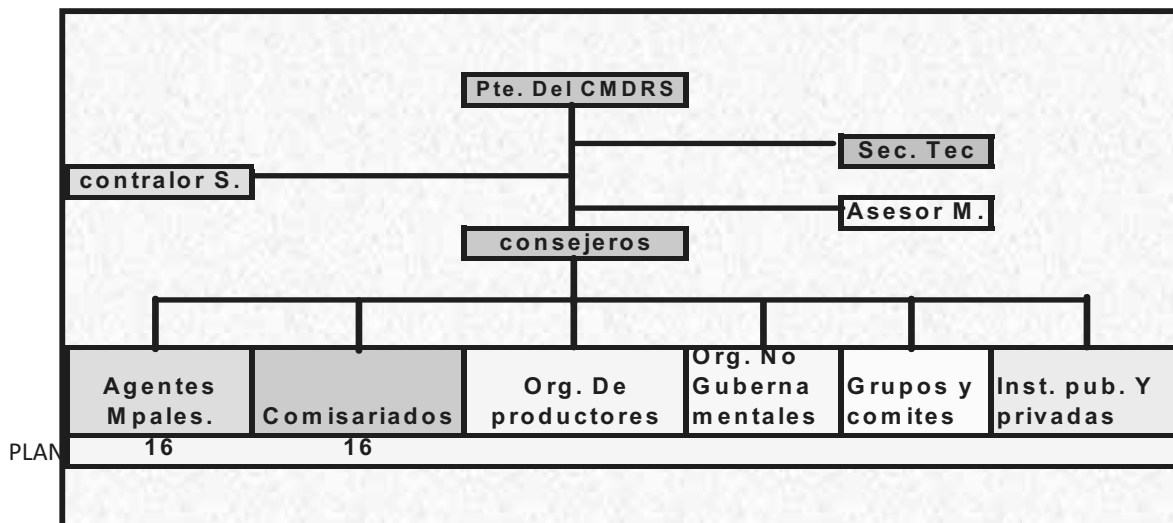 Pte. Del CMDRS
Sec. Tec
contralor S.
Asesor M.
consejeros
Agentes
Mpales.
Comisariados
Org. De
productores
Org. No
Guberna
mentales
Grupos y
comites
Inst. pub. Y
privadas
PLAN
16
16